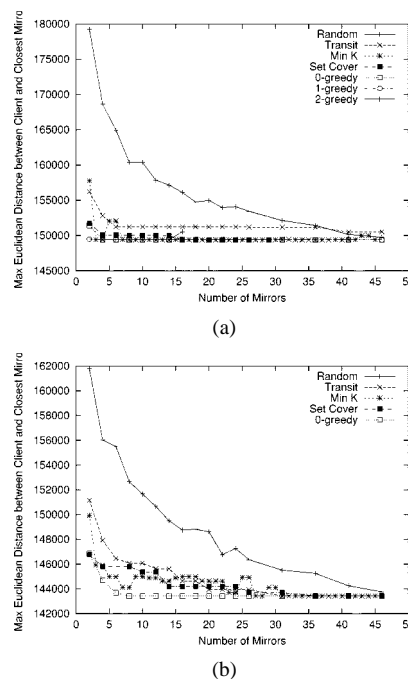 Max Euclidean Distance between Client and Closest Mirro
180000
175000
170000
165000
160000
155000
150000
145000
0 5 10 15 20 25 30 35 40 45 50
Number of Mirrors
Random
Transit
Min K
Set Cover
0-greedy
1-greedy
2-greedy
(a)
Max Euclidean Distance between Client and Closest Mirro
162000
160000
158000
156000
154000
152000
150000
148000
146000
144000
142000
0 5 10 15 20 25 30 35 40 45 50
Number of Mirrors
Random
Transit
Min K
Set Cover
0-greedy
(b)